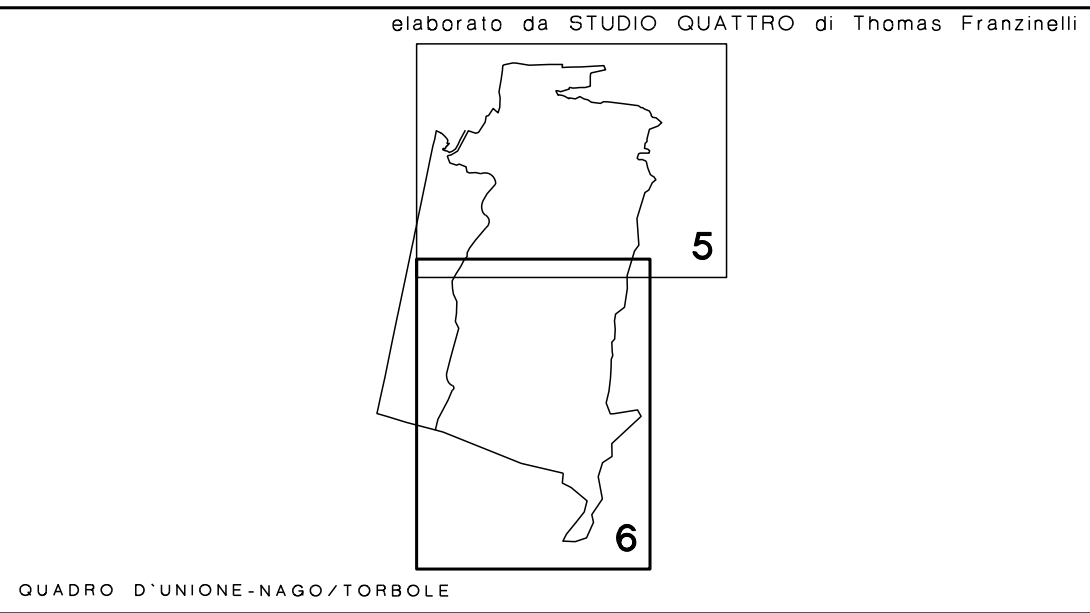 elaborato da STUDIO QUATTRO di Thomas Franzinelli
5
6
QUADRO D`UNIONE-NAGO/TORBOLE